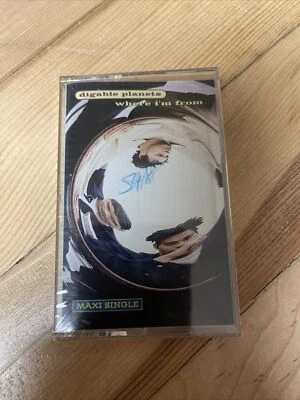 digable planets
where i'm from
MAXI SINGLE